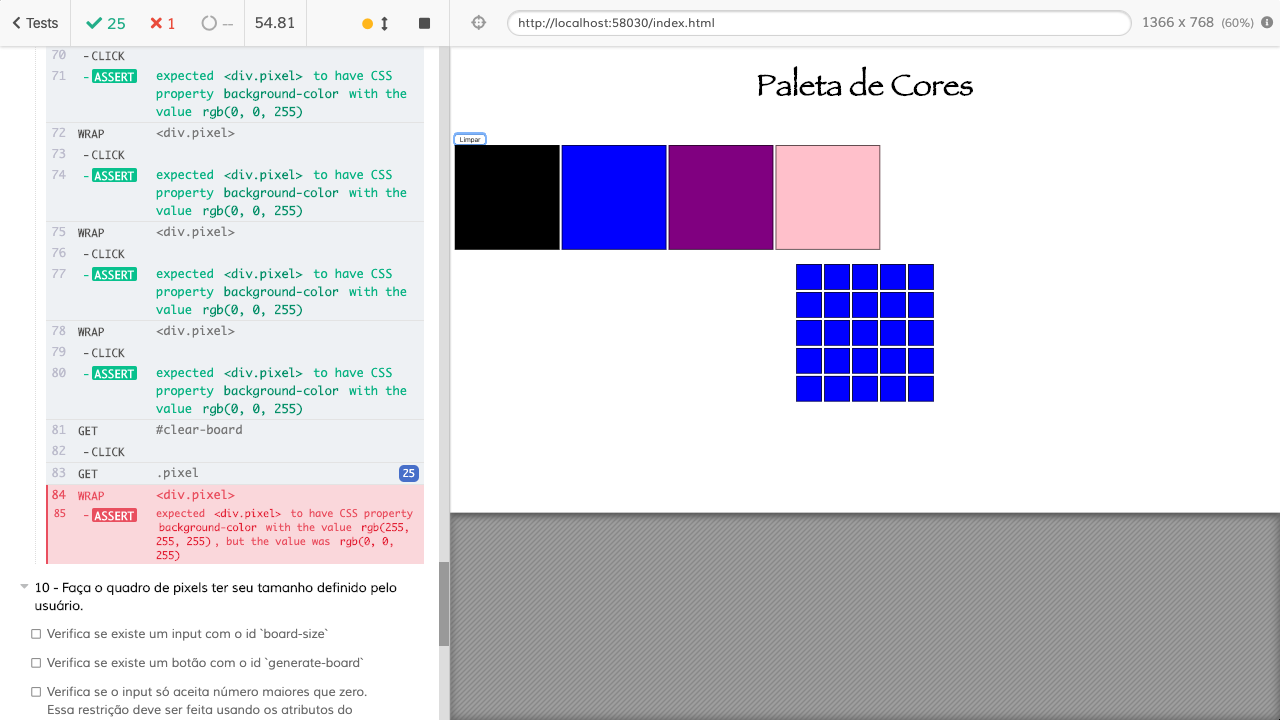 Tests
25
1
--
54.81
http://localhost:58030/index.html
1366 x 768 (60%)
70 -CLICK
71 -ASSERT expected <div.pixel> to have CSS
property background-color with the
value rgb(0, 0, 255)
72 WRAP <div.pixel>
73 -CLICK
74 -ASSERT expected <div.pixel> to have CSS
property background-color with the
value rgb(0, 0, 255)
75 WRAP <div.pixel>
76 -CLICK
77 -ASSERT expected <div.pixel> to have CSS
property background-color with the
value rgb(0, 0, 255)
78 WRAP <div.pixel>
79 -CLICK
80 -ASSERT expected <div.pixel> to have CSS
property background-color with the
value rgb(0, 0, 255)
81 GET #clear-board
82 -CLICK
83 GET .pixel 25
84 WRAP <div.pixel>
85 -ASSERT expected <div.pixel> to have CSS property
background-color with the value rgb(255,
255, 255), but the value was rgb(0, 0,
255)
10 - Faça o quadro de pixels ter seu tamanho definido pelo
usuário.
Verifica se existe um input com o id `board-size`
Verifica se existe um botão com o id `generate-board`
Verifica se o input só aceita número maiores que zero.
Essa restrição deve ser feita usando os atributos do
Paleta de Cores
Limpar